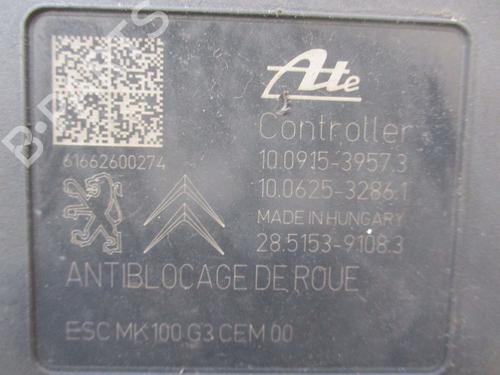 Ate
61662600274
Controller
10.0915-3957.3
10.0625-3286.1
MADE IN HUNGARY
28.5153-9108.3
ANTIBLOCAGE DE ROUE
ESC MK100 G3 CEM 00
B-PARTS